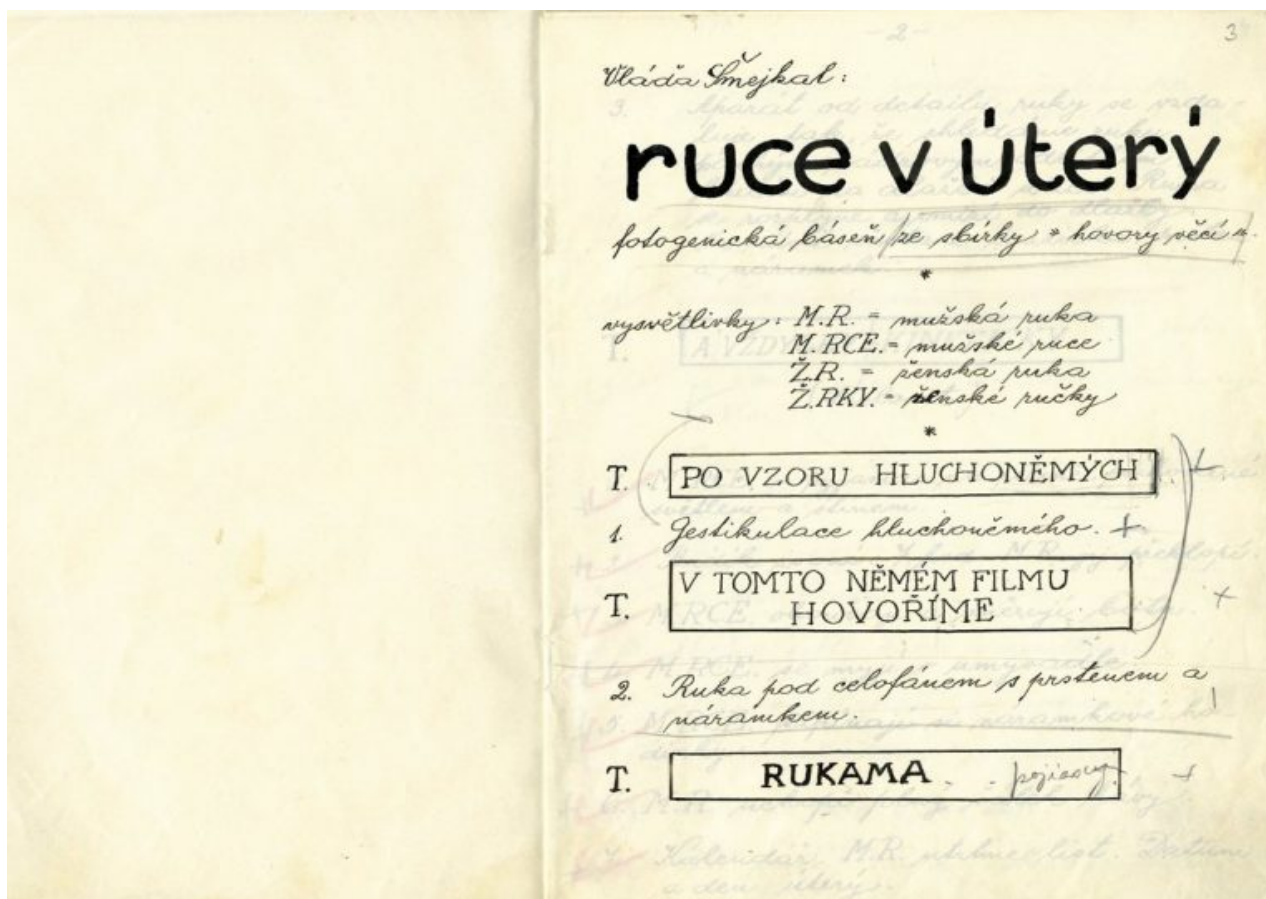 3
Vláďa Šmejkal:
ruce v úterý
fotogenická báseň ze sbírky " hovory věcí ".
*
vysvětlivky: M.R. = mužská ruka
M.RCE. = mužské ruce
Ž.R. = ženská ruka
Ž.RKY. = ženské ručky
*
T. PO VZORU HLUCHONĚMÝCH
1. Gestikulace hluchoněmého. +
T. V TOMTO NĚMÉM FILMU
HOVOŘÍME +
2. Ruka pod celofánem s prstenem a
náramkem.
T. RUKAMA +